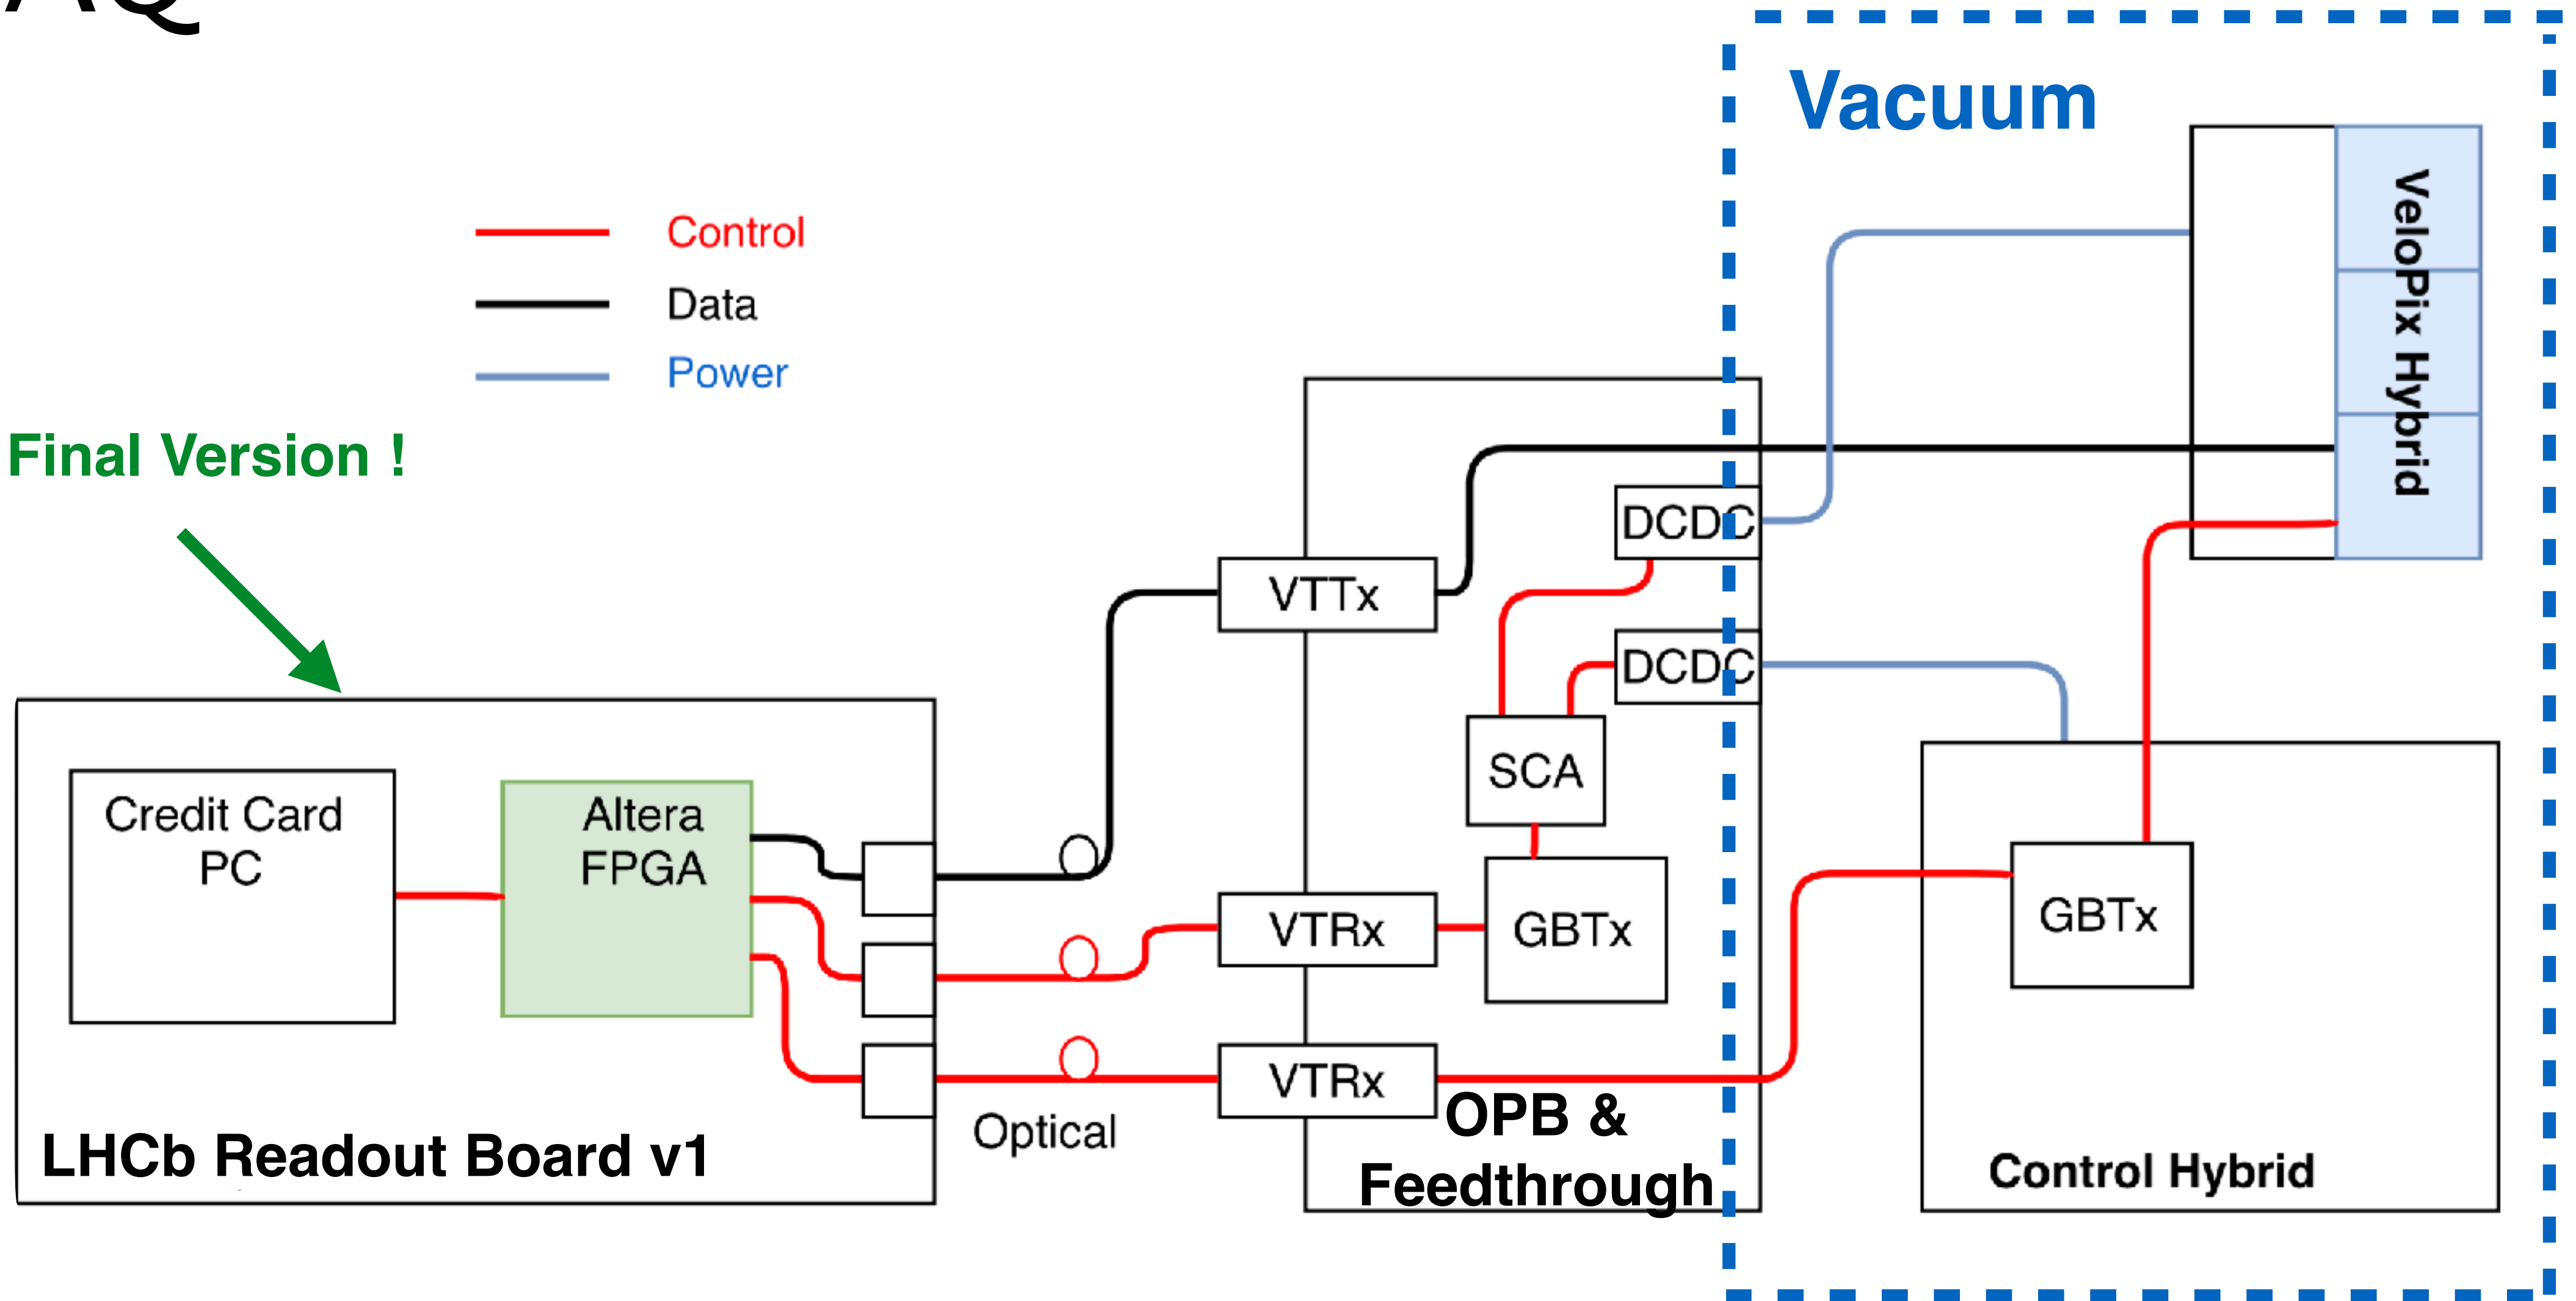 Vacuum
Control
Data
Power
Final Version !
VeloPix Hybrid
DCDC
VTTx
DCDC
SCA
Credit Card
PC
Altera
FPGA
VTRx
GBTx
GBTx
VTRx
Optical
OPB &
Feedthrough
LHCb Readout Board v1
Control Hybrid